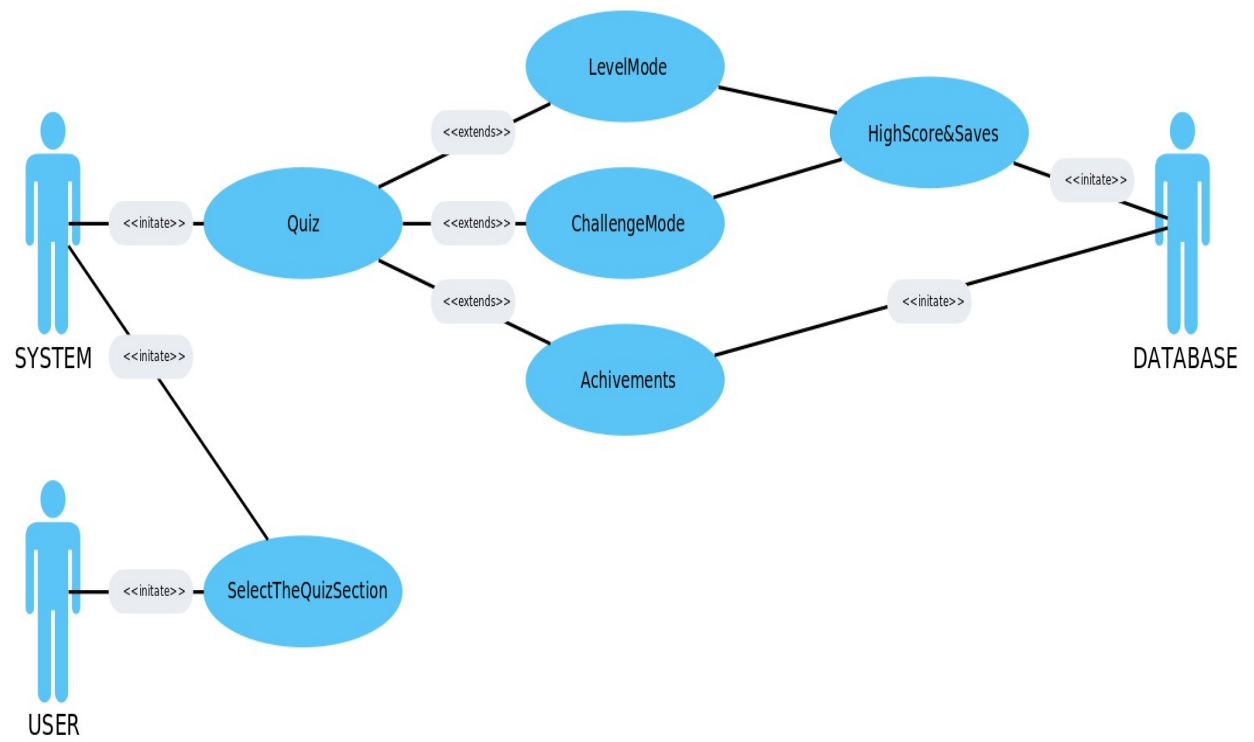 LevelMode
<<extends>>
HighScore&Saves
<<initate>>
<<initate>>
Quiz
<<extends>>
ChallengeMode
<<extends>>
<<initate>>
SYSTEM
<<initate>>
Achivements
DATABASE
<<initate>>
SelectTheQuizSection
USER